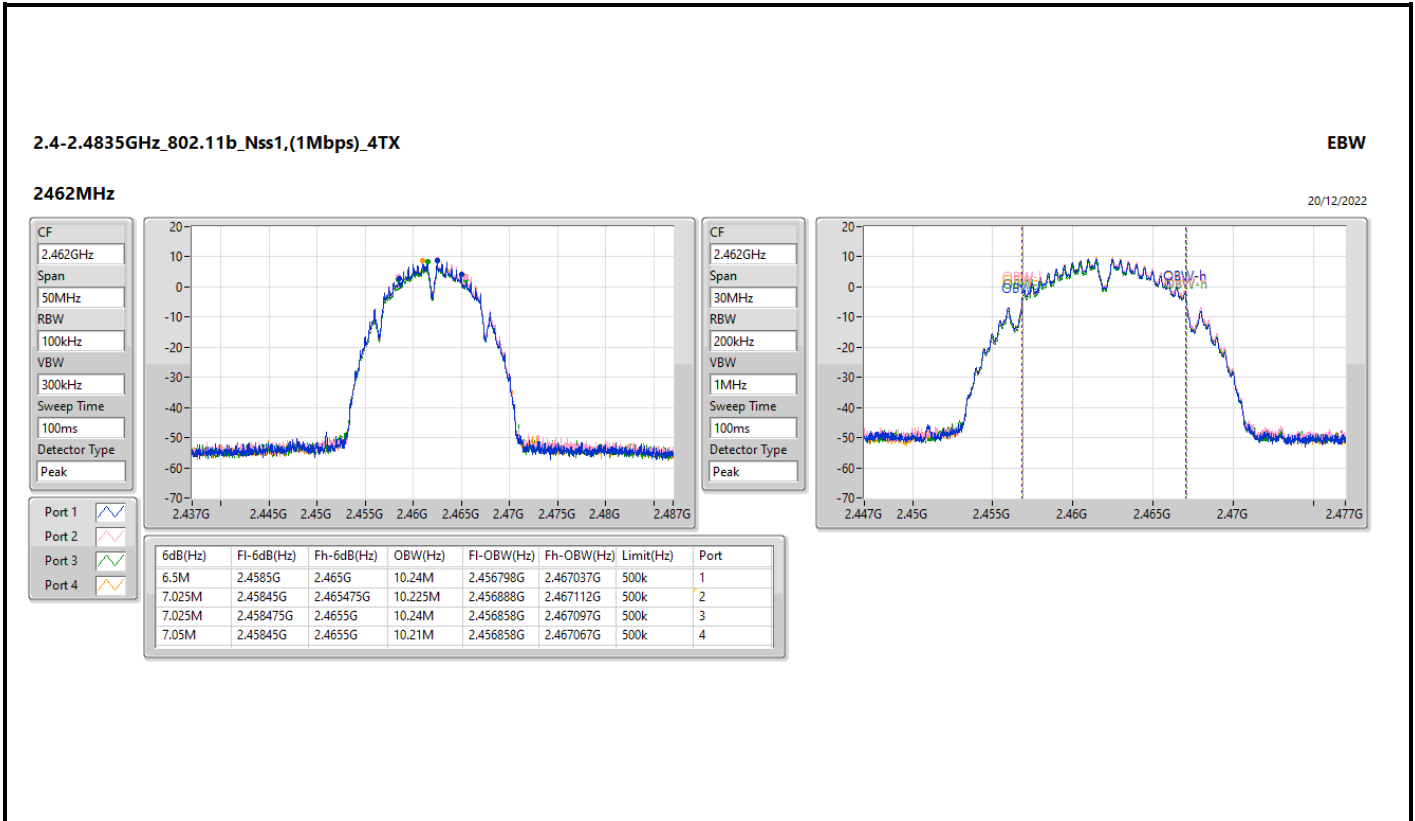 2.4-2.4835GHz_802.11b_Nss1,(1Mbps)_4TX EBW
2462MHz
20/12/2022
CF
2.462GHz
Span
50MHz
RBW
100kHz
VBW
300kHz
Sweep Time
100ms
Detector Type
Peak
20
10
0
-10
-20
-30
-40
-50
-60
-70
2.437G 2.445G 2.45G 2.455G 2.46G 2.465G 2.47G 2.475G 2.48G 2.487G
CF
2.462GHz
Span
30MHz
RBW
200kHz
VBW
1MHz
Sweep Time
100ms
Detector Type
Peak
20
10
0
-10
-20
-30
-40
-50
-60
-70
OBW-h
2.447G 2.45G 2.455G 2.46G 2.465G 2.47G 2.477G
Port 1
Port 2
Port 3
Port 4
6dB(Hz) Fl-6dB(Hz) Fh-6dB(Hz) OBW(Hz) Fl-OBW(Hz) Fh-OBW(Hz) Limit(Hz) Port
6.5M 2.4585G 2.465G 10.24M 2.456798G 2.467037G 500k 1
7.025M 2.45845G 2.465475G 10.225M 2.456888G 2.467112G 500k 2
7.025M 2.458475G 2.4655G 10.24M 2.456858G 2.467097G 500k 3
7.05M 2.45845G 2.4655G 10.21M 2.456858G 2.467067G 500k 4